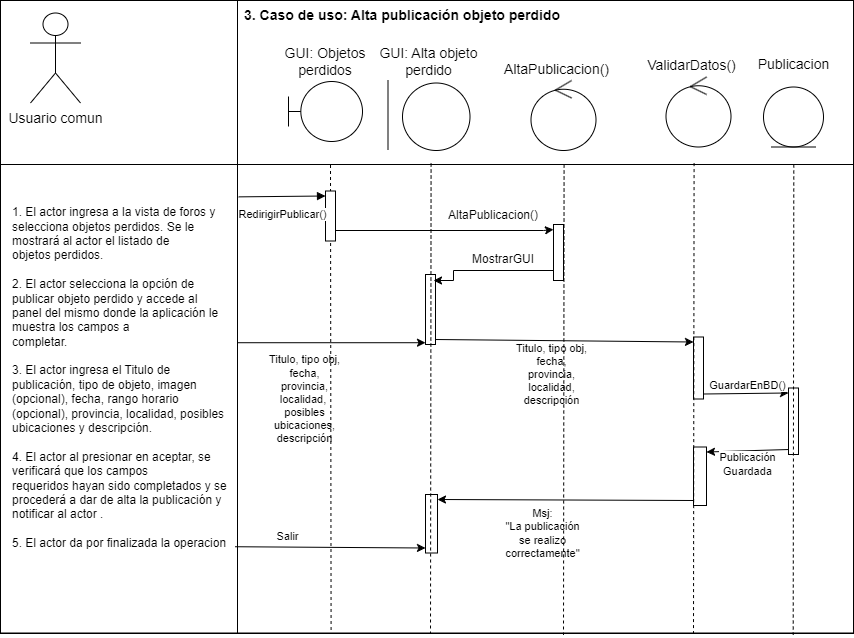 3. Caso de uso: Alta publicación objeto perdido
Usuario comun
GUI: Objetos
perdidos
GUI: Alta objeto
perdido
AltaPublicacion()
ValidarDatos()
Publicacion
1. El actor ingresa a la vista de foros y
selecciona objetos perdidos. Se le
mostrará al actor el listado de
objetos perdidos.
2. El actor selecciona la opción de
publicar objeto perdido y accede al
panel del mismo donde la aplicación le
muestra los campos a
completar.
3. El actor ingresa el Titulo de
publicación, tipo de objeto, imagen
(opcional), fecha, rango horario
(opcional), provincia, localidad, posibles
ubicaciones y descripción.
4. El actor al presionar en aceptar, se
verificará que los campos
requeridos hayan sido completados y se
procederá a dar de alta la publicación y
notificar al actor .
5. El actor da por finalizada la operacion
RedirigirPublicar()
AltaPublicacion()
MostrarGUI
Titulo, tipo obj,
fecha,
provincia,
localidad,
posibles
ubicaciones,
descripción
Titulo, tipo obj,
fecha,
provincia,
localidad,
descripción
GuardarEnBD()
Publicación
Guardada
Msj:
"La publicación
se realizo
correctamente"
Salir